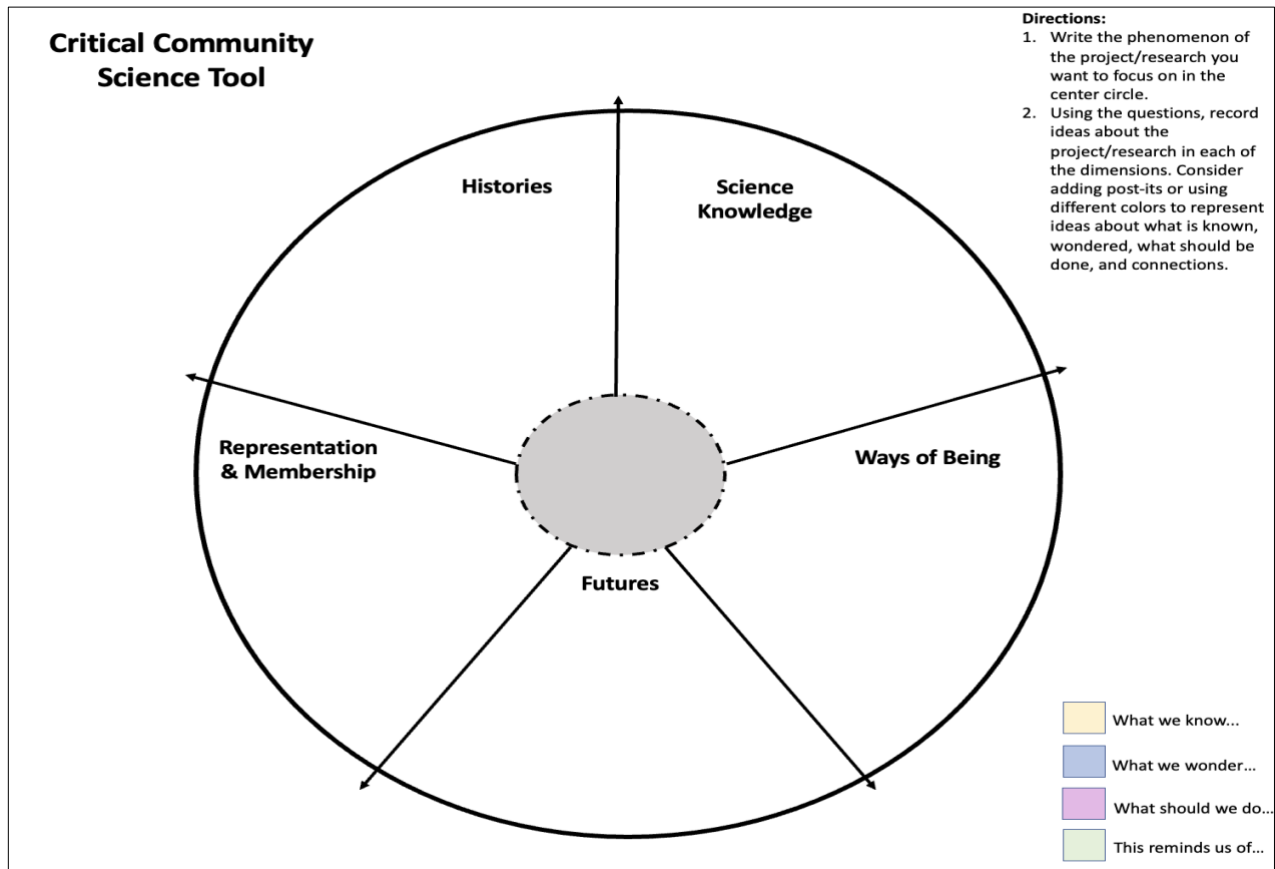 Critical Community
Science Tool
Directions:
1. Write the phenomenon of
the project/research you
want to focus on in the
center circle.
2. Using the questions, record
ideas about the
project/research in each of
the dimensions. Consider
adding post-its or using
different colors to represent
ideas about what is known,
wondered, what should be
done, and connections.
Histories
Science
Knowledge
Representation
& Membership
Ways of Being
Futures
What we know...
What we wonder...
What should we do...
This reminds us of...